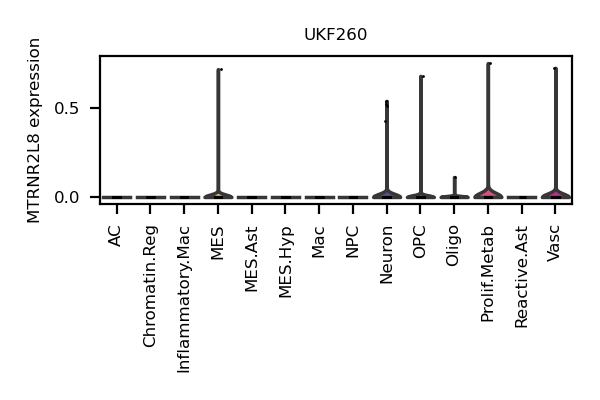 UKF260
MTRNR2L8 expression
0.5
0.0
AC
Chromatin.Reg
Inflammatory.Mac
MES
MES.Ast
MES.Hyp
Mac
NPC
Neuron
OPC
Oligo
Prolif.Metab
Reactive.Ast
Vasc